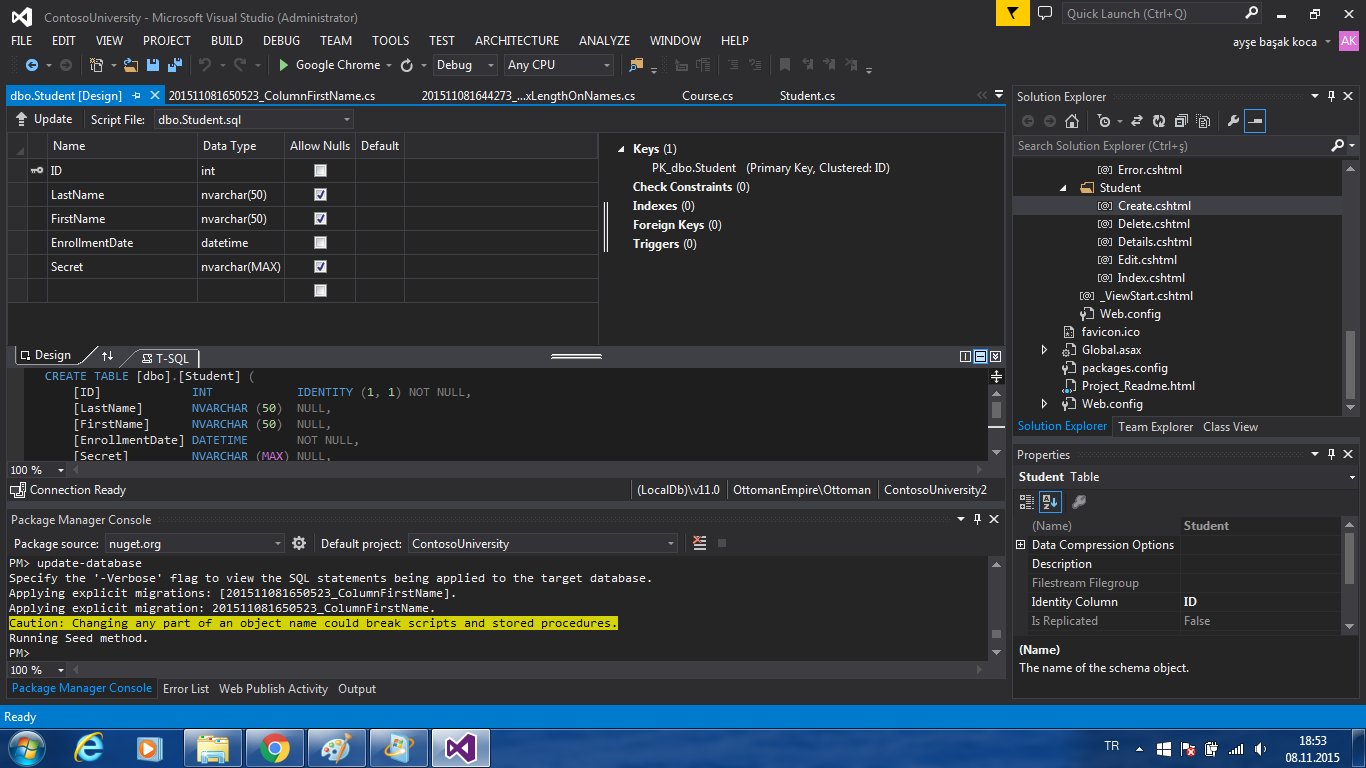 ContosoUniversity - Microsoft Visual Studio (Administrator)
Quick Launch (Ctrl+Q)
FILE EDIT VIEW PROJECT BUILD DEBUG TEAM TOOLS TEST ARCHITECTURE ANALYZE WINDOW HELP
ayşe başak koca AK
Google Chrome Debug Any CPU
dbo.Student [Design] 201511081650523_ColumnFirstName.cs 201511081644273_...xLengthOnNames.cs Course.cs Student.cs
Update Script File: dbo.Student.sql
Name Data Type Allow Nulls Default
ID int
LastName nvarchar(50)
FirstName nvarchar(50)
EnrollmentDate datetime
Secret nvarchar(MAX)
Keys (1)
PK_dbo.Student (Primary Key, Clustered: ID)
Check Constraints (0)
Indexes (0)
Foreign Keys (0)
Triggers (0)
Design T-SQL
CREATE TABLE [dbo].[Student] (
[ID] INT IDENTITY (1, 1) NOT NULL,
[LastName] NVARCHAR (50) NULL,
[FirstName] NVARCHAR (50) NULL,
[EnrollmentDate] DATETIME NOT NULL,
[Secret] NVARCHAR (MAX) NULL,
100 %
Connection Ready (LocalDb)\v11.0 OttomanEmpire\Ottoman ContosoUniversity2
Package Manager Console
Package source: nuget.org Default project: ContosoUniversity
PM> update-database
Specify the '-Verbose' flag to view the SQL statements being applied to the target database.
Applying explicit migrations: [201511081650523_ColumnFirstName].
Applying explicit migration: 201511081650523_ColumnFirstName.
Caution: Changing any part of an object name could break scripts and stored procedures.
Running Seed method.
PM>
100 %
Package Manager Console Error List Web Publish Activity Output
Solution Explorer
Search Solution Explorer (Ctrl+ş)
Error.cshtml
Student
Create.cshtml
Delete.cshtml
Details.cshtml
Edit.cshtml
Index.cshtml
_ViewStart.cshtml
Web.config
favicon.ico
Global.asax
packages.config
Project_Readme.html
Web.config
Solution Explorer Team Explorer Class View
Properties
Student Table
(Name) Student
Data Compression Options
Description
Filestream Filegroup
Identity Column ID
Is Replicated False
(Name)
The name of the schema object.
Ready
TR
18:53
08.11.2015